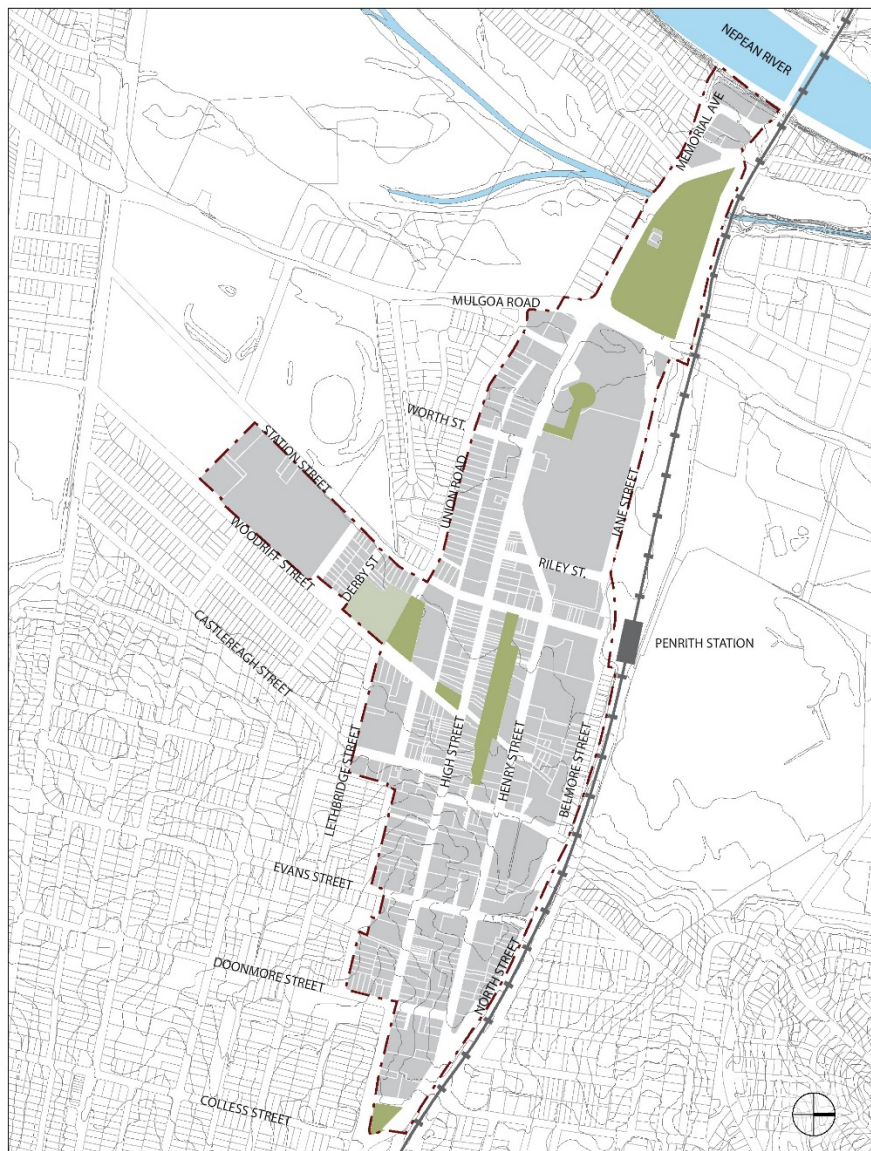 NEPEAN RIVER
MEMORIAL AVE
MULGOA ROAD
WORTH ST.
STATION STREET
UNION ROAD
JANE STREET
WOODRIFF STREET
DERBY ST
RILEY ST.
CASTLEREAGH STREET
PENRITH STATION
HIGH STREET
HENRY STREET
BELMORE STREET
LETHBRIDGE STREET
EVANS STREET
DOONMORE STREET
NORTH STREET
COLLESS STREET